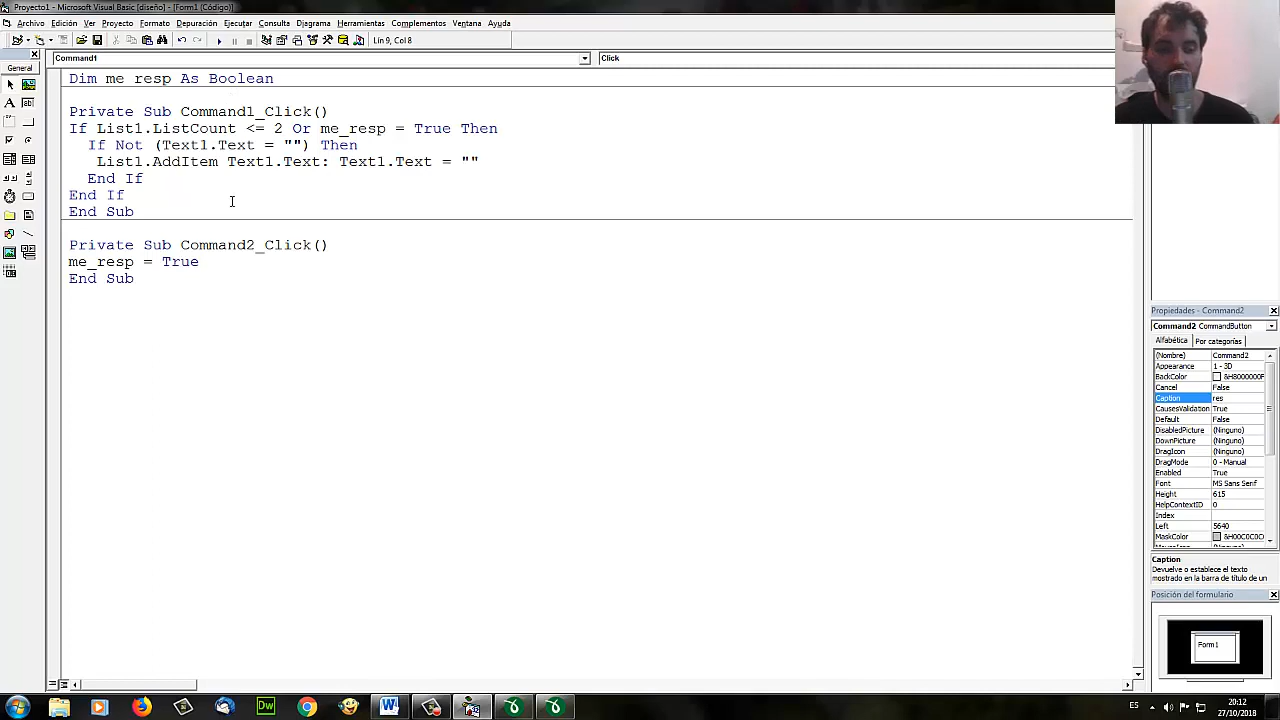 Proyecto1 - Microsoft Visual Basic [diseño] - [Form1 (Código)]
Archivo Edición Ver Proyecto Formato Depuración Ejecutar Consulta Diagrama Herramientas Complementos Ventana Ayuda
Lín 9, Col 8
General
Command1
Click
Dim me resp As Boolean
Private Sub Command1_Click()
If List1.ListCount <= 2 Or me_resp = True Then
If Not (Text1.Text = "") Then
List1.AddItem Text1.Text: Text1.Text = ""
End If
End If
End Sub
Private Sub Command2_Click()
me_resp = True
End Sub
Propiedades - Command2
Command2 CommandButton
Alfabética Por categorías
(Nombre) Command2
Appearance 1 - 3D
BackColor &H8000000F
Cancel False
Caption res
CausesValidation True
Default False
DisabledPicture (Ninguno)
DownPicture (Ninguno)
DragIcon (Ninguno)
DragMode 0 - Manual
Enabled True
Font MS Sans Serif
Height 615
HelpContextID 0
Index
Left 5640
MaskColor &H00C0C0C
Caption
Devuelve o establece el texto
mostrado en la barra de título de un
Posición del formulario
Form1
ES
20:12
27/10/2018